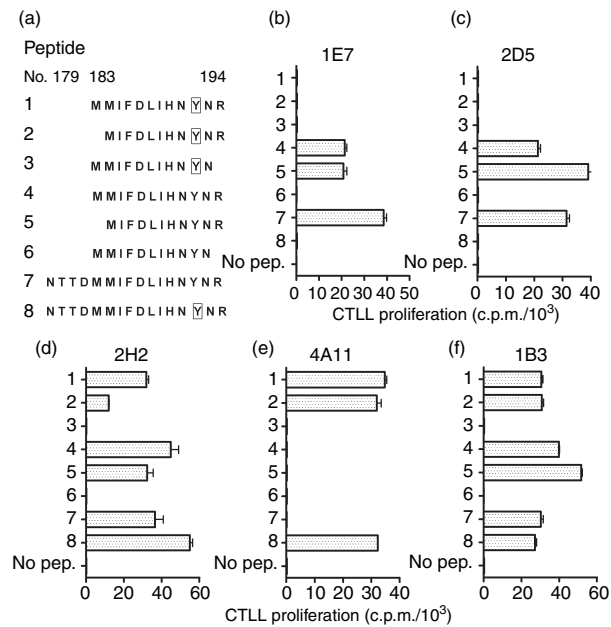 (a)
Peptide
No. 179 183 194
1 MMIFDLIHNYNR
2 MIFDLIHNYNR
3 MMIFDLIHNYN
4 MMIFDLIHNYNR
5 MIFDLIHNYNR
6 MMIFDLIHNYN
7 NTTDMMIFDLIHNYNR
8 NTTDMMIFDLIHNYNR
(b)
1E7
1
2
3
4
5
6
7
8
No pep.
0 10 20 30 40 50
(c)
2D5
1
2
3
4
5
6
7
8
No pep.
0 20 40
CTLL proliferation (c.p.m./10³)
(d)
2H2
1
2
3
4
5
6
7
8
No pep.
0 20 40 60
(e)
4A11
1
2
3
4
5
6
7
8
No pep.
0 10 20 30 40
(f)
1B3
1
2
3
4
5
6
7
8
No pep.
0 20 40 60
CTLL proliferation (c.p.m./10³)